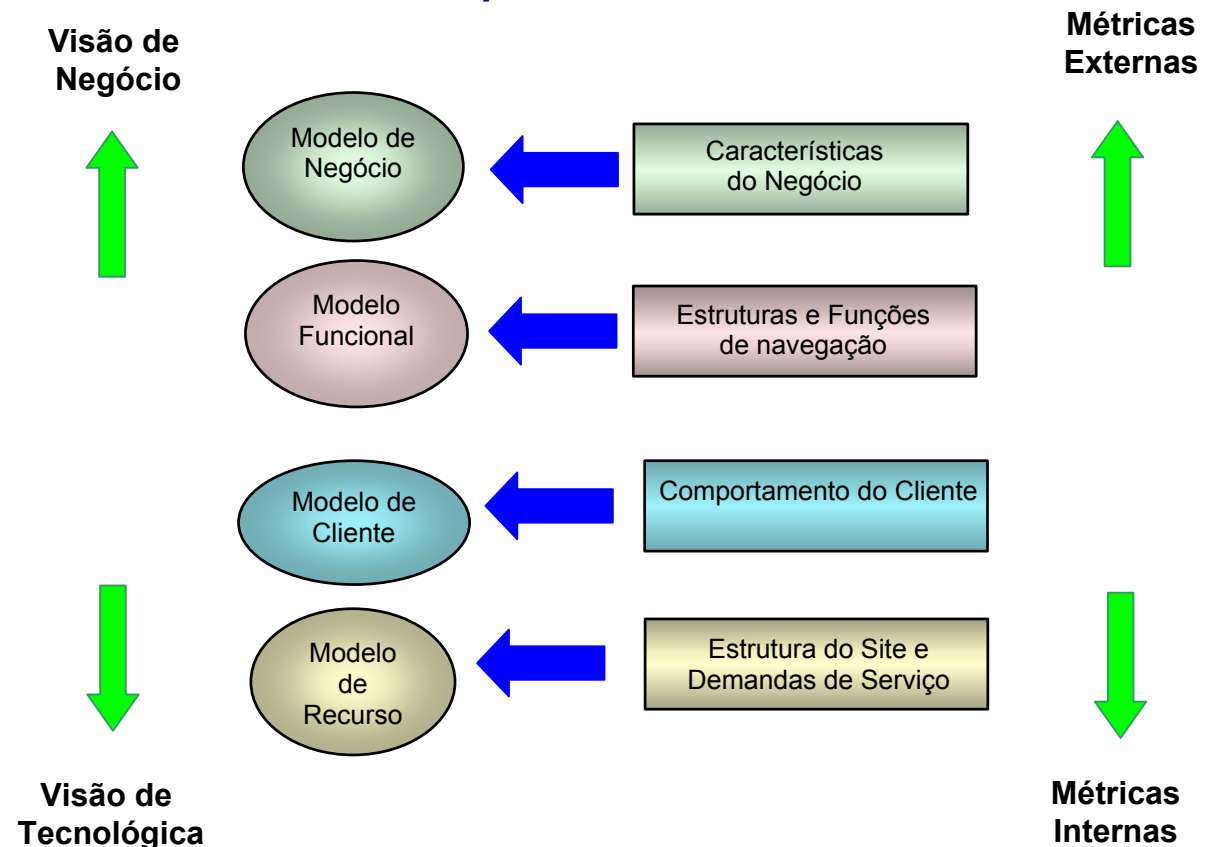 Visão de
Negócio
Métricas
Externas
Modelo de
Negócio
Características
do Negócio
Modelo
Funcional
Estruturas e Funções
de navegação
Modelo de
Cliente
Comportamento do Cliente
Modelo
de
Recurso
Estrutura do Site e
Demandas de Serviço
Visão de
Tecnológica
Métricas
Internas